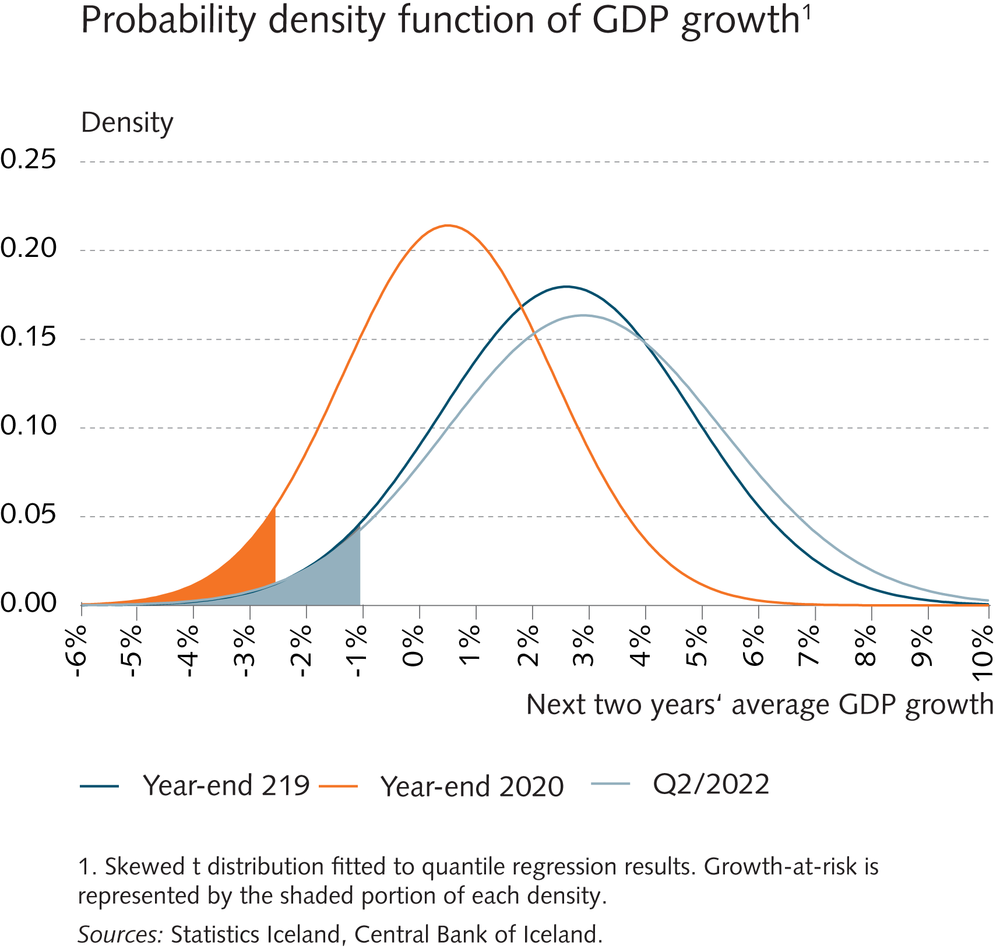 Probability density function of GDP growth¹
Density
0.25
0.20
0.15
0.10
0.05
0.00
-6%
-5%
-4%
-3%
-2%
-1%
0%
1%
2%
3%
4%
5%
6%
7%
8%
9%
10%
Next two years‘ average GDP growth
Year-end 219
Year-end 2020
Q2/2022
1. Skewed t distribution fitted to quantile regression results. Growth-at-risk is
represented by the shaded portion of each density.
Sources: Statistics Iceland, Central Bank of Iceland.